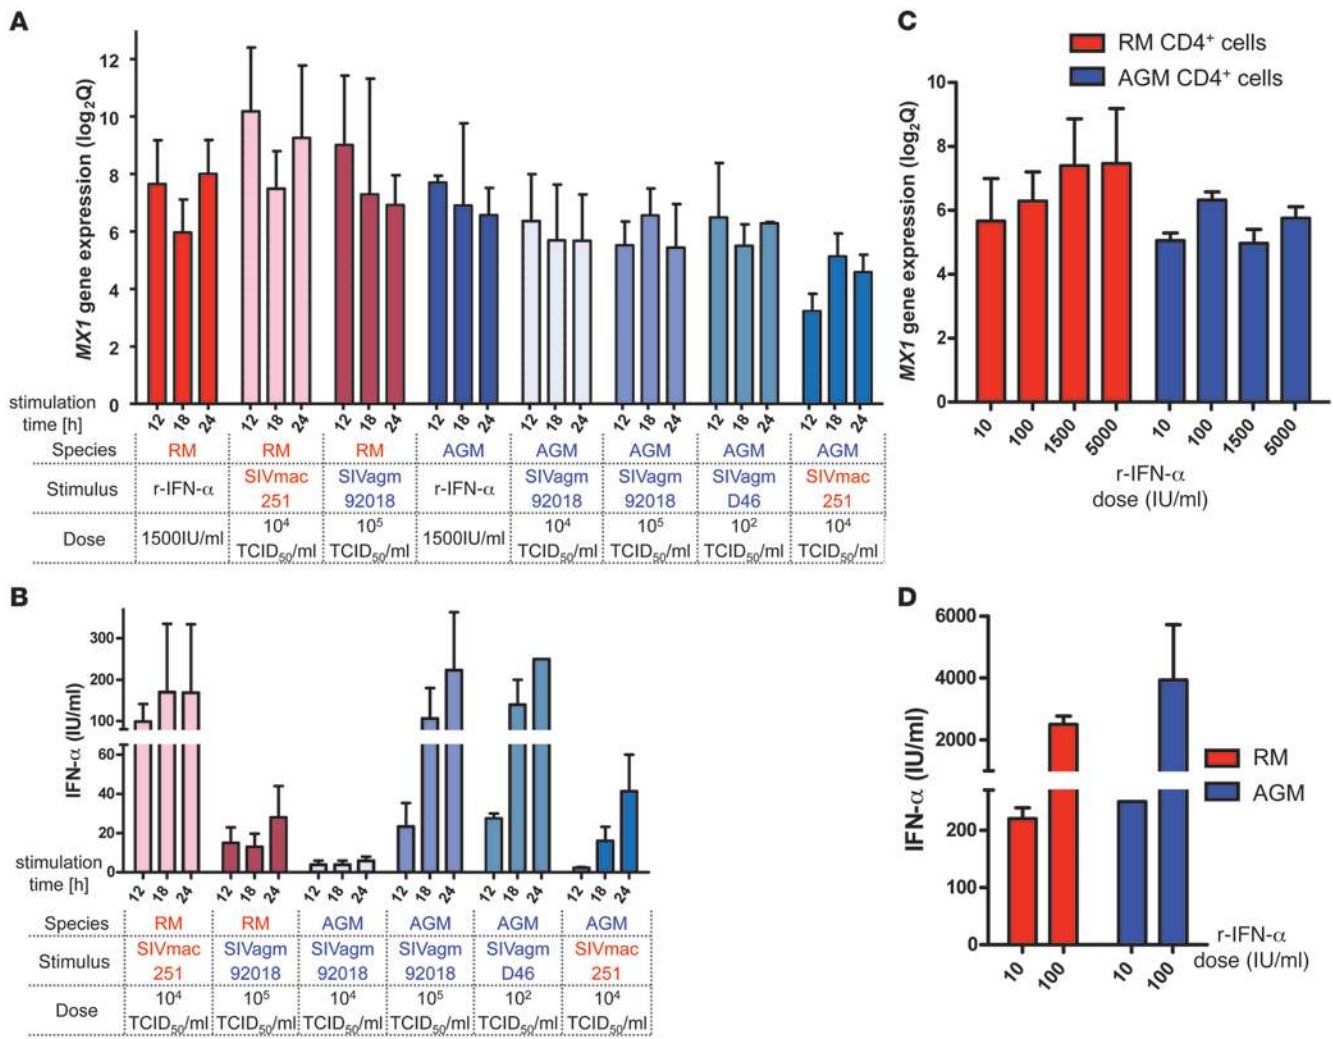 A
MX1 gene expression (log2Q)
12
10
8
6
4
2
0
stimulation
time [h]
12 18 24 12 18 24 12 18 24 12 18 24 12 18 24 12 18 24 12 18 24 12 18 24
Species RM RM RM AGM AGM AGM AGM AGM
Stimulus r-IFN-α SIVmac 251 SIVagm 92018 r-IFN-α SIVagm 92018 SIVagm 92018 SIVagm D46 SIVmac 251
Dose 1500IU/ml 10⁴ TCID₅₀/ml 10⁵ TCID₅₀/ml 1500IU/ml 10⁴ TCID₅₀/ml 10⁵ TCID₅₀/ml 10² TCID₅₀/ml 10⁴ TCID₅₀/ml
C
RM CD4⁺ cells
AGM CD4⁺ cells
MX1 gene expression (log₂Q)
10
8
6
4
2
0
10 100 1500 5000 10 100 1500 5000
r-IFN-α
dose (IU/ml)
B
IFN-α (IU/ml)
300
200
100
60
40
20
0
stimulation
time [h]
12 18 24 12 18 24 12 18 24 12 18 24 12 18 24 12 18 24
Species RM RM AGM AGM AGM AGM
Stimulus SIVmac 251 SIVagm 92018 SIVagm 92018 SIVagm 92018 SIVagm D46 SIVmac 251
Dose 10⁴ TCID₅₀/ml 10⁵ TCID₅₀/ml 10⁴ TCID₅₀/ml 10⁵ TCID₅₀/ml 10² TCID₅₀/ml 10⁴ TCID₅₀/ml
D
IFN-α (IU/ml)
6000
4000
2000
200
100
0
RM
AGM
10 100 10 100
r-IFN-α
dose (IU/ml)